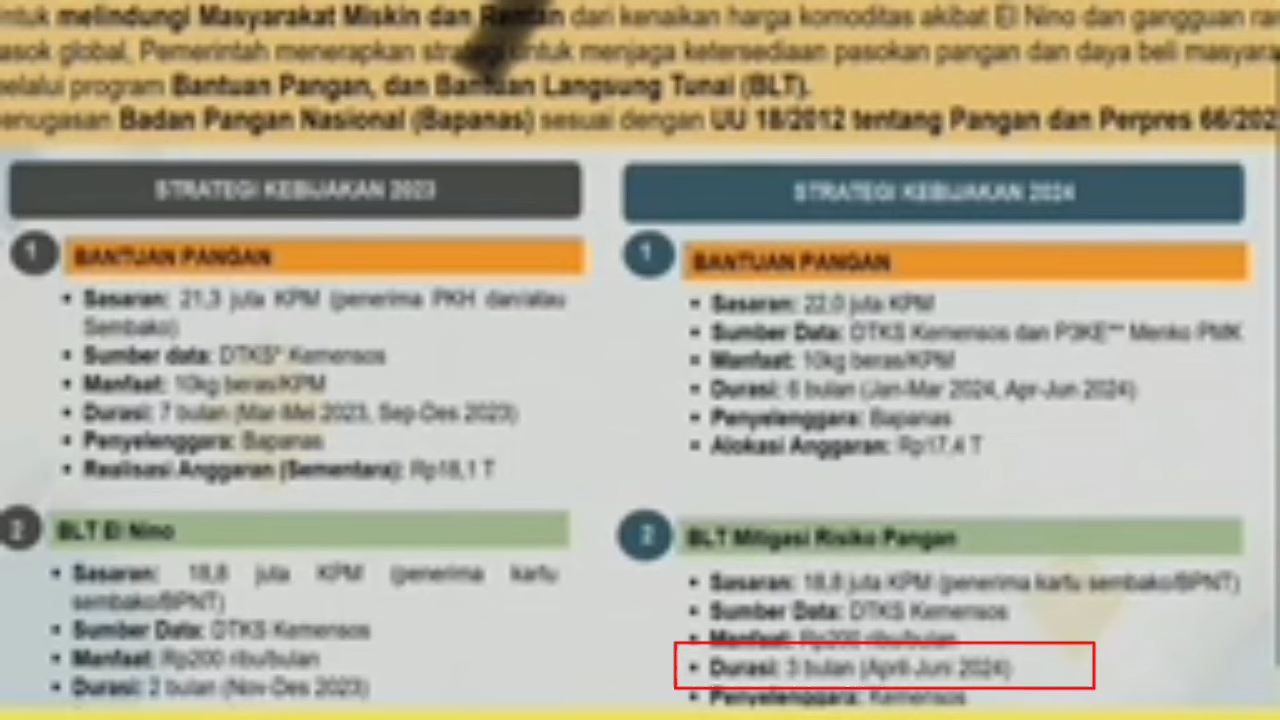 ntuk melindungi Masyarakat Miskin dan Rentan dari kenaikan harga komoditas akibat El Nino dan gangguan ra
asok global, Pemerintah menerapkan strategi untuk menjaga ketersediaan pasokan pangan dan daya beli masyara
elalui program Bantuan Pangan, dan Bantuan Langsung Tunai (BLT).
enugasan Badan Pangan Nasional (Bapanas) sesuai dengan UU 18/2012 tentang Pangan dan Perpres 66/202
STRATEGI KEBIJAKAN 2023
1 BANTUAN PANGAN
• Sasaran: 21,3 juta KPM (penerima PKH dan/atau
Sembako)
• Sumber data: DTKS* Kemensos
• Manfaat: 10kg beras/KPM
• Durasi: 7 bulan (Mar-Mei 2023, Sep-Des 2023)
• Penyelenggara: Bapanas
• Realisasi Anggaran (Sementara): Rp18,1 T
2 BLT El Nino
• Sasaran: 18,8 juta KPM (penerima kartu
sembako/BPNT)
• Sumber Data: DTKS Kemensos
• Manfaat: Rp200 ribu/bulan
• Durasi: 2 bulan (Nov-Des 2023)
STRATEGI KEBIJAKAN 2024
1 BANTUAN PANGAN
• Sasaran: 22,0 juta KPM
• Sumber Data: DTKS Kemensos dan P3KE** Menko PMK
• Manfaat: 10kg beras/KPM
• Durasi: 6 bulan (Jan-Mar 2024, Apr-Jun 2024)
• Penyelenggara: Bapanas
• Alokasi Anggaran: Rp17,4 T
2 BLT Mitigasi Risiko Pangan
• Sasaran: 18,8 juta KPM (penerima kartu sembako/BPNT)
• Sumber Data: DTKS Kemensos
• Manfaat: Rp200 ribu/bulan
• Durasi: 3 bulan (April-Juni 2024)
• Penyelenggara: Kemensos